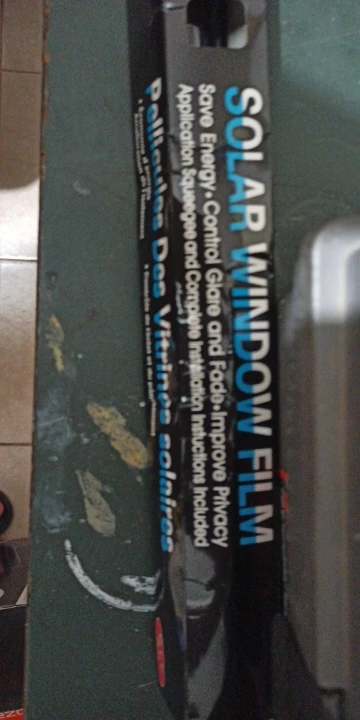 SOLAR WINDOW FILM
Save Energy • Control Glare and Fade • Improve Privacy
Application Squeegee and Complete Installation Instructions Included
Pellicules Des Vitrines solaires